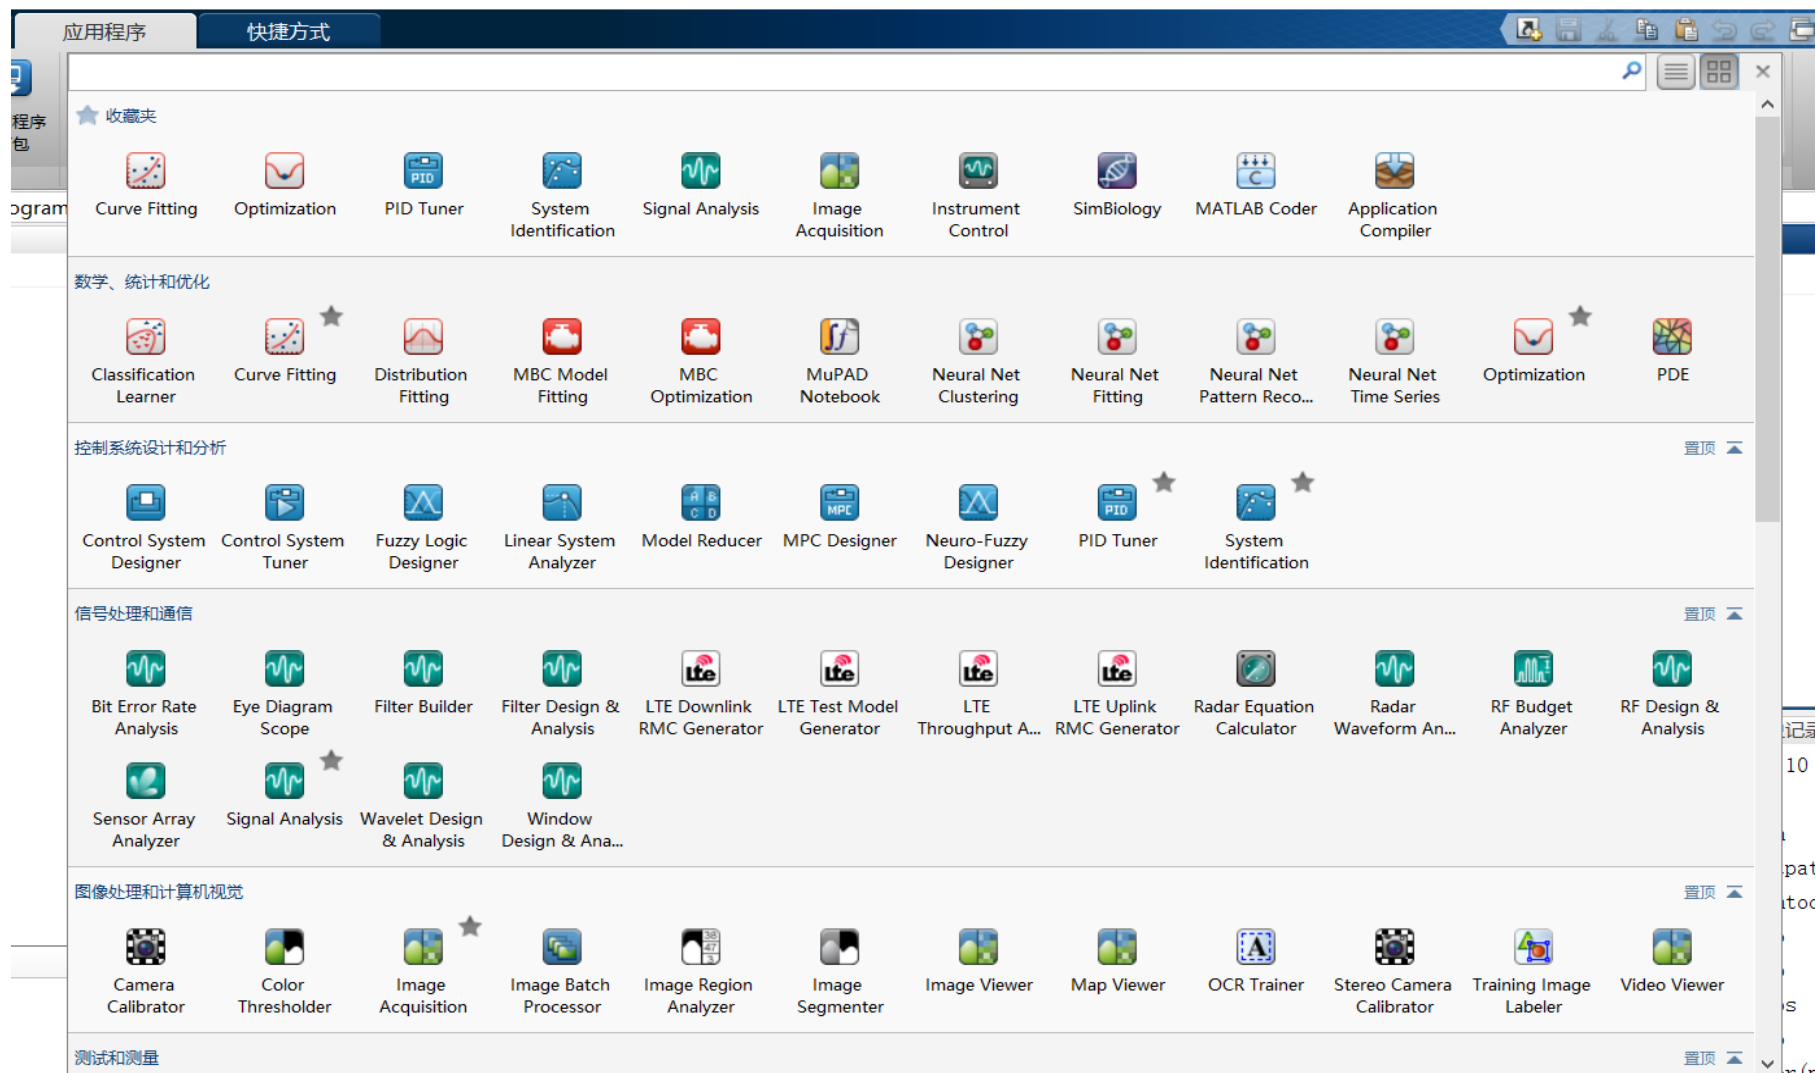 应用程序 快捷方式
程序
包
ogram
收藏夹
Curve Fitting Optimization PID Tuner System Signal Analysis Image Instrument SimBiology MATLAB Coder Application
Identification Acquisition Control Compiler
数学、统计和优化
Classification Curve Fitting Distribution MBC Model MBC MuPAD Neural Net Neural Net Neural Net Neural Net Optimization PDE
Learner Fitting Fitting Optimization Notebook Clustering Fitting Pattern Reco... Time Series
控制系统设计和分析 置顶
Control System Control System Fuzzy Logic Linear System Model Reducer MPC Designer Neuro-Fuzzy PID Tuner System
Designer Tuner Designer Analyzer Designer Identification
信号处理和通信 置顶
Bit Error Rate Eye Diagram Filter Builder Filter Design & LTE Downlink LTE Test Model LTE LTE Uplink Radar Equation Radar RF Budget RF Design &
Analysis Scope Analysis RMC Generator Generator Throughput A... RMC Generator Calculator Waveform An... Analyzer Analysis
Sensor Array Signal Analysis Wavelet Design Window
Analyzer & Analysis Design & Ana...
图像处理和计算机视觉 置顶
Camera Color Image Image Batch Image Region Image Image Viewer Map Viewer OCR Trainer Stereo Camera Training Image Video Viewer
Calibrator Thresholder Acquisition Processor Analyzer Segmenter Calibrator Labeler
测试和测量 置顶
记录
10
pat